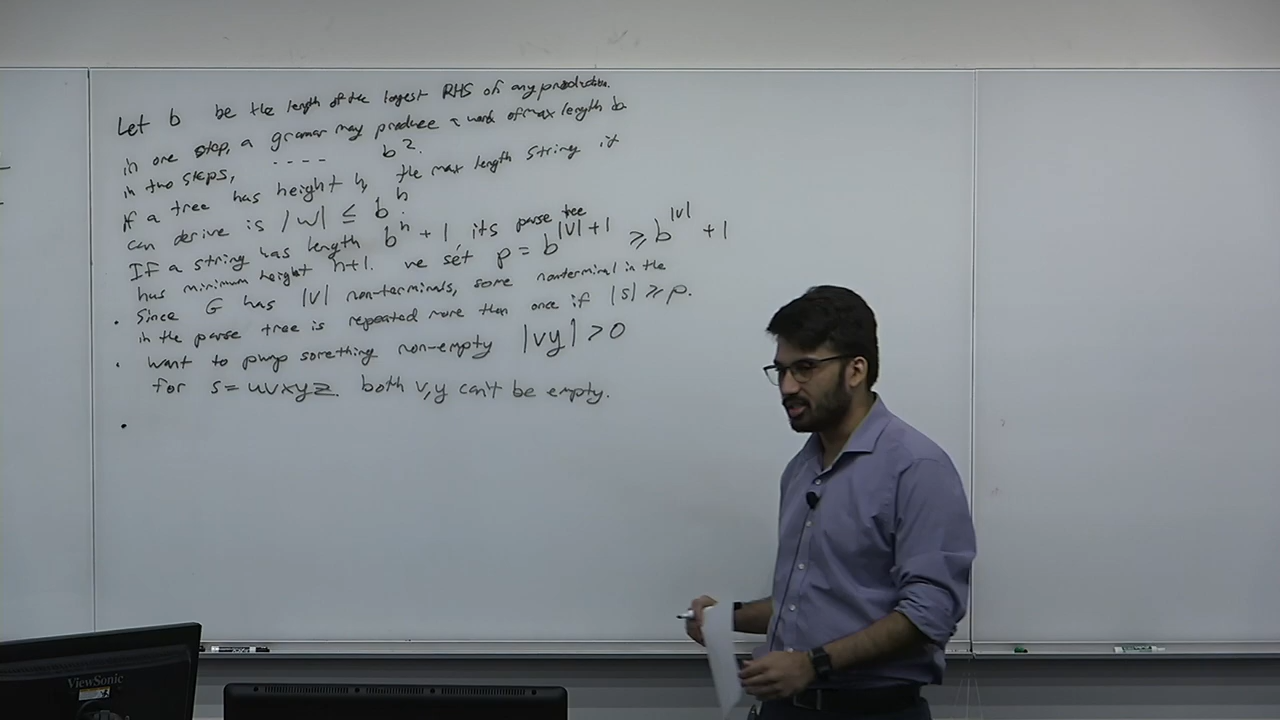 Let b be the length of the longest RHS of any production.
in one step, a gramar may produce a word of max length b
in two steps, ---- b².
If a tree has height h, the max length string it
can derive is |w| ≤ bʰ.
If a string has length bʰ + 1, its parse tree
has minimum height h+1. we set p = b^|V|+1 ≥ b^|V| + 1
• Since G has |V| non-terminals, some nonterminal in the
in the parse tree is repeated more than once if |s| ≥ p.
• Want to pump something non-empty |vy| > 0
for s = uvxyz. both v,y can't be empty.
•
ViewSonic